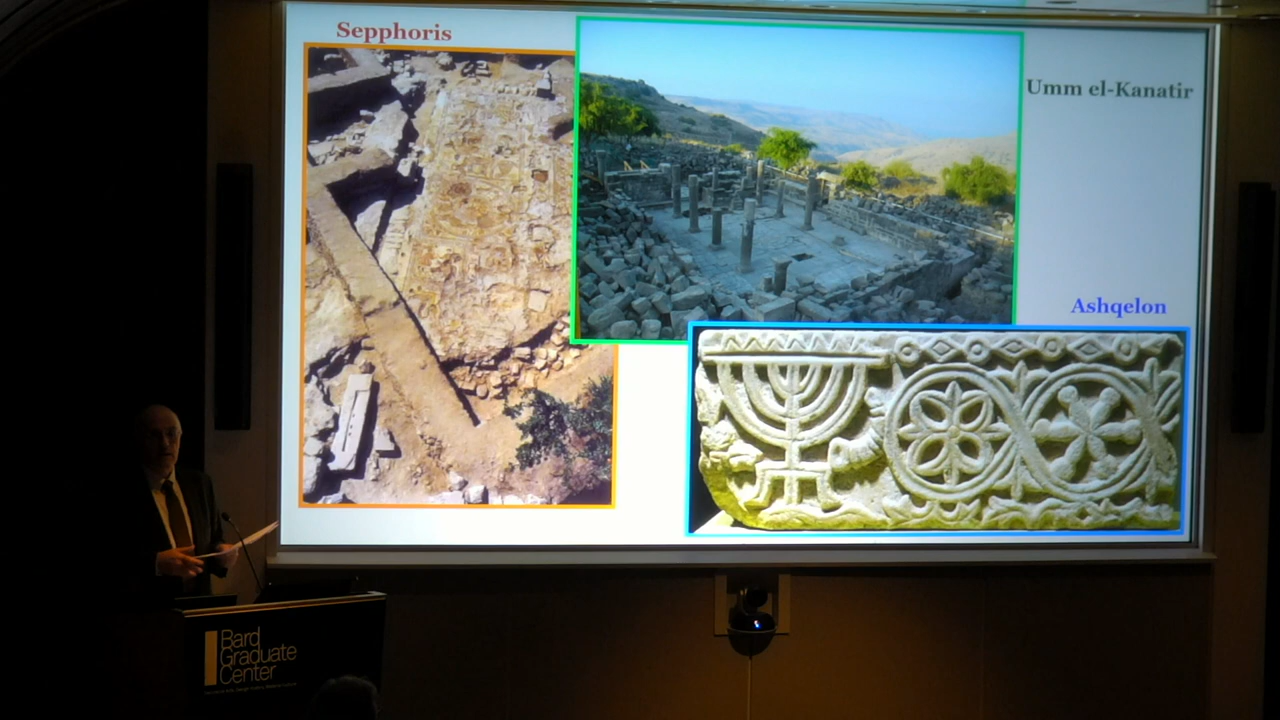 Sepphoris
Umm el-Kanatir
Ashqelon
Bard
Graduate
Center